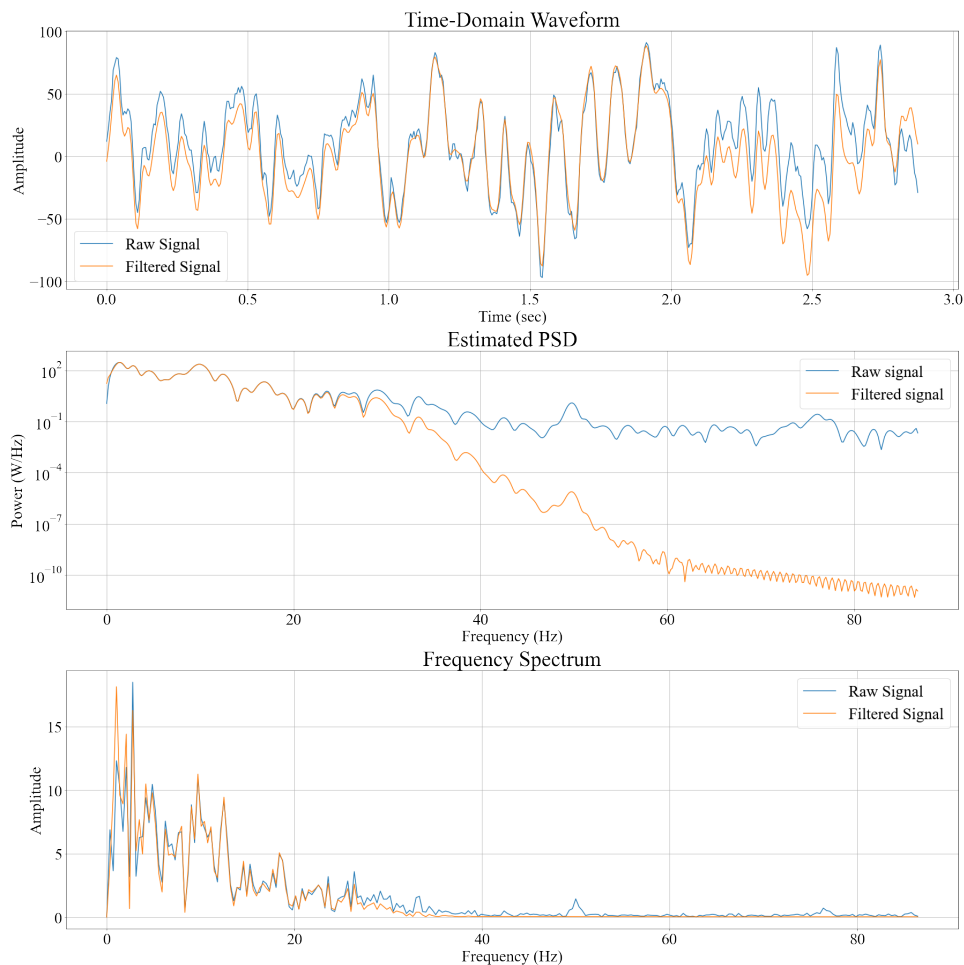 Time-Domain Waveform
Amplitude
100
50
0
−50
−100
Raw Signal
Filtered Signal
0.0 0.5 1.0 1.5 2.0 2.5 3.0
Time (sec)
Estimated PSD
Power (W/Hz)
10²
10⁻¹
10⁻⁴
10⁻⁷
10⁻¹⁰
Raw signal
Filtered signal
0 20 40 60 80
Frequency (Hz)
Frequency Spectrum
Amplitude
15
10
5
0
Raw Signal
Filtered Signal
0 20 40 60 80
Frequency (Hz)